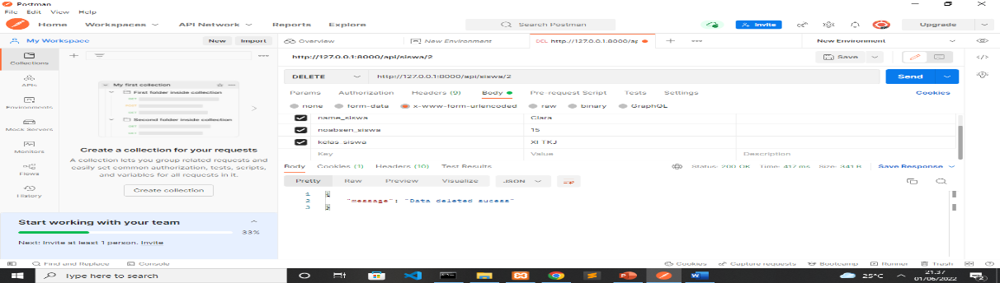 Postman
File Edit View Help
Home Workspaces API Network Reports Explore Search Postman Invite Upgrade
My Workspace New Import Overview New Environment DEL http://127.0.0.1:8000/ap New Environment
Collections
APIs
Environments
Mock Servers
Monitors
Flows
History
My first collection
First folder inside collection
Second folder inside collection
Create a collection for your requests
A collection lets you group related requests and
easily set common authorization, tests, scripts,
and variables for all requests in it.
Create collection
Start working with your team
33%
Next: Invite at least 1 person. Invite
http://127.0.0.1:8000/api/siswa/2 Save
DELETE http://127.0.0.1:8000/api/siswa/2 Send
Params Authorization Headers (9) Body Pre-request Script Tests Settings Cookies
none form-data x-www-form-urlencoded raw binary GraphQL
name_siswa Clara
noabsen_siswa 15
kelas_siswa XI TKJ
Key Value Description
Body Cookies (1) Headers (10) Test Results Status: 200 OK Time: 417 ms Size: 341 B Save Response
Pretty Raw Preview Visualize JSON
1 {
2 "message": "Data deleted sucess"
3 }
Find and Replace Console Cookies Capture requests Bootcamp Runner Trash
Type here to search 25°C 21.37
01/06/2022